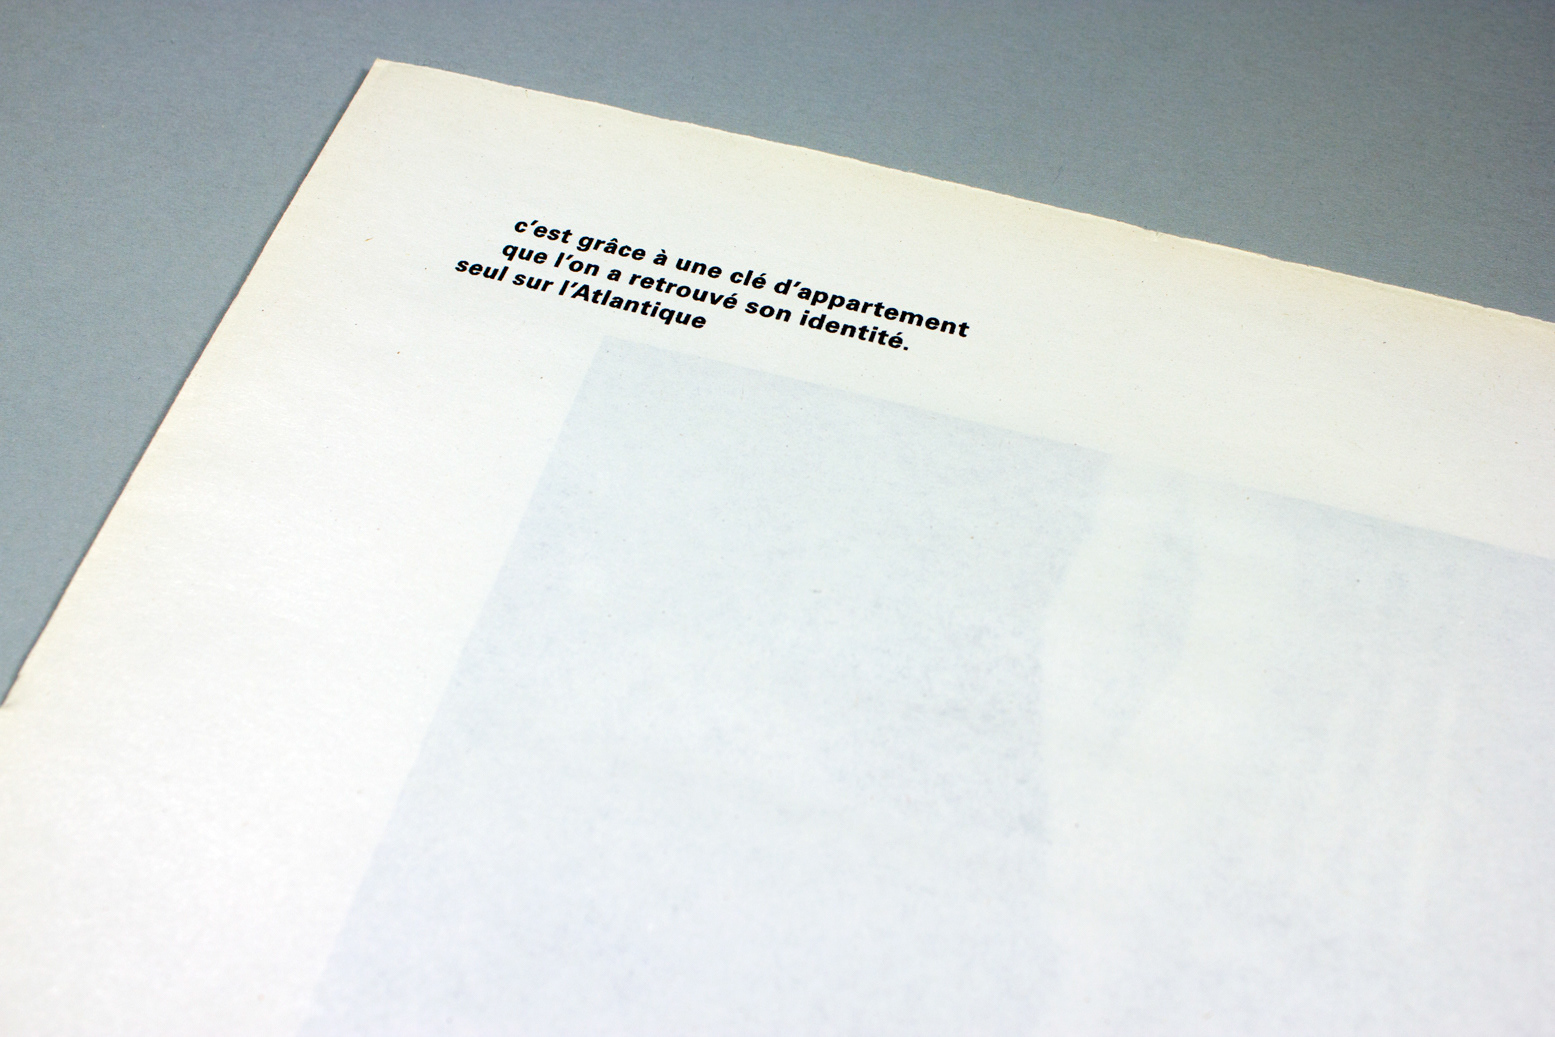 c’est grâce à une clé d’appartement
que l’on a retrouvé son identité.
seul sur l’Atlantique